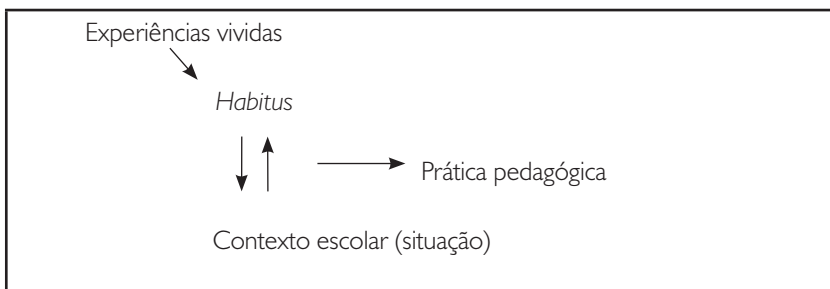 Experiências vividas
Habitus
Prática pedagógica
Contexto escolar (situação)